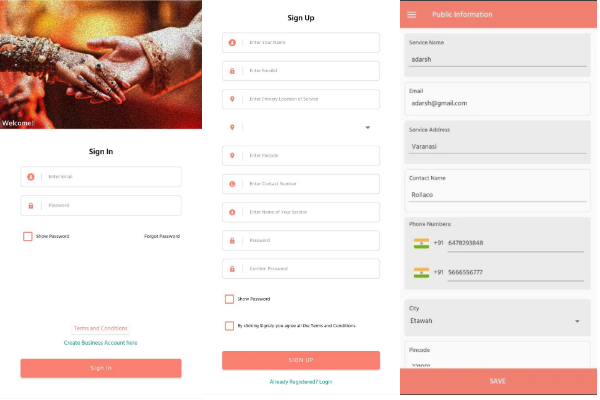 Welcome!
Sign In
Enter Email
Password
Show Password
Forgot Password
Terms and Conditions
Create Business Account here
Sign In
Sign Up
Enter Your Name
Enter EmailId
Enter Primary Location of Service
Enter Pincode
Enter Contact Number
Enter Name of Your Service
Password
Confirm Password
Show Password
By clicking SignUp you agree all the Terms and Conditions.
SIGN UP
Already Registered? Login
Public Information
Service Name
adarsh
Email
adarsh@gmail.com
Service Address
Varanasi
Contact Name
Rollaco
Phone Numbers
+91 6478293848
+91 5666556777
City
Etawah
Pincode
SAVE